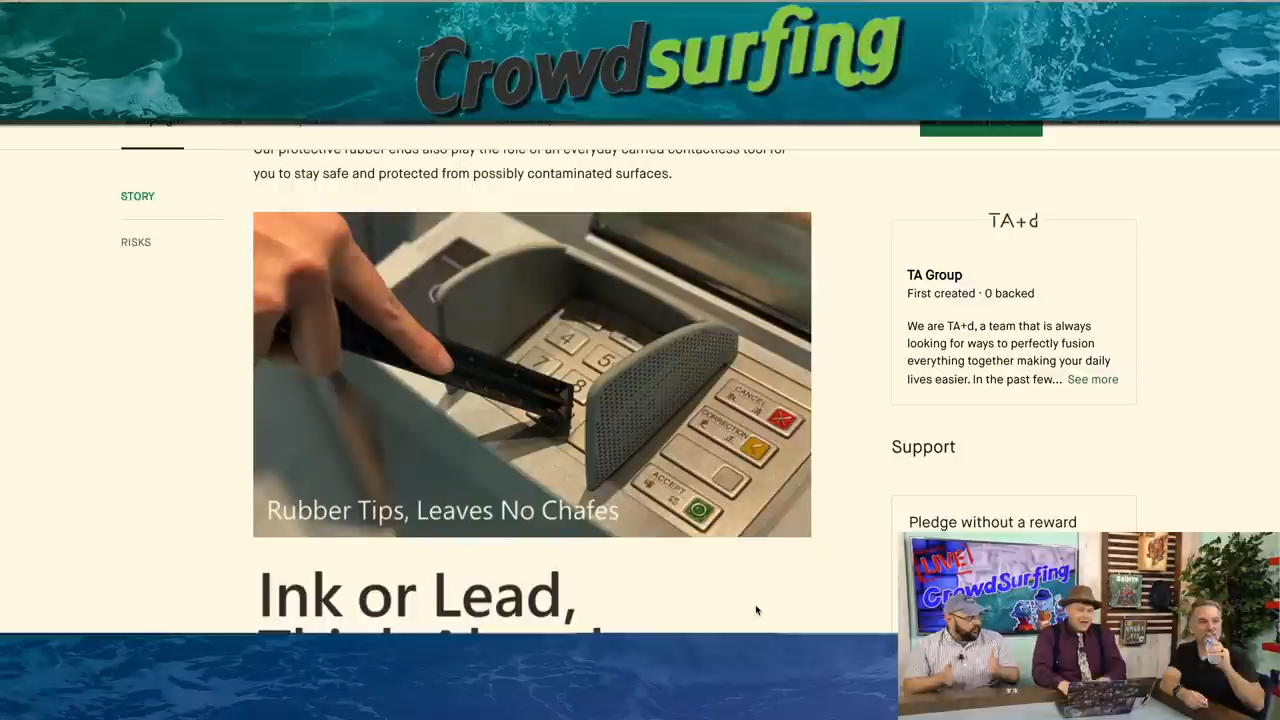 Crowdsurfing
Our protective rubber ends also play the role of an everyday carried contactless tool for
you to stay safe and protected from possibly contaminated surfaces.
STORY
RISKS
4
5
7
8
CANCEL
CORRECTION
ACCEPT
Rubber Tips, Leaves No Chafes
Ink or Lead,
TA+d
TA Group
First created · 0 backed
We are TA+d, a team that is always
looking for ways to perfectly fusion
everything together making your daily
lives easier. In the past few... See more
Support
Pledge without a reward
LIVE!
CrowdSurfing